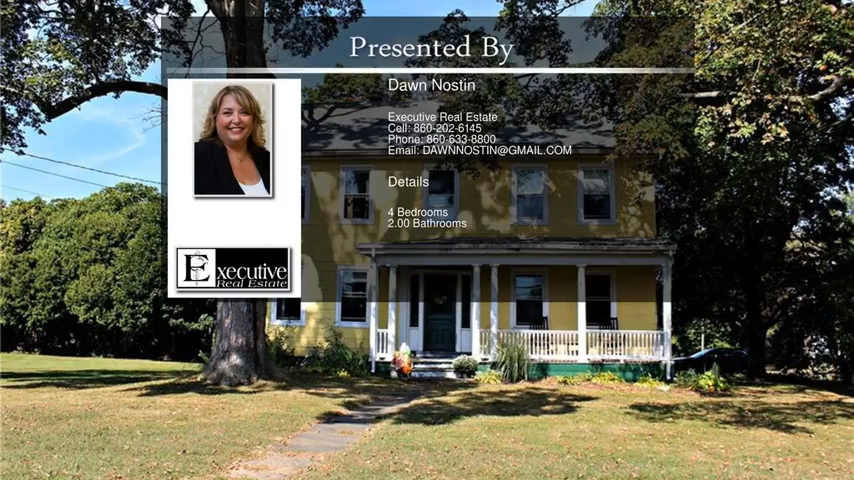 Presented By
Dawn Nostin
Executive Real Estate
Cell: 860-202-6145
Phone: 860-633-8800
Email: DAWNNOSTIN@GMAIL.COM
Details
4 Bedrooms
2.00 Bathrooms
Executive
Real Estate